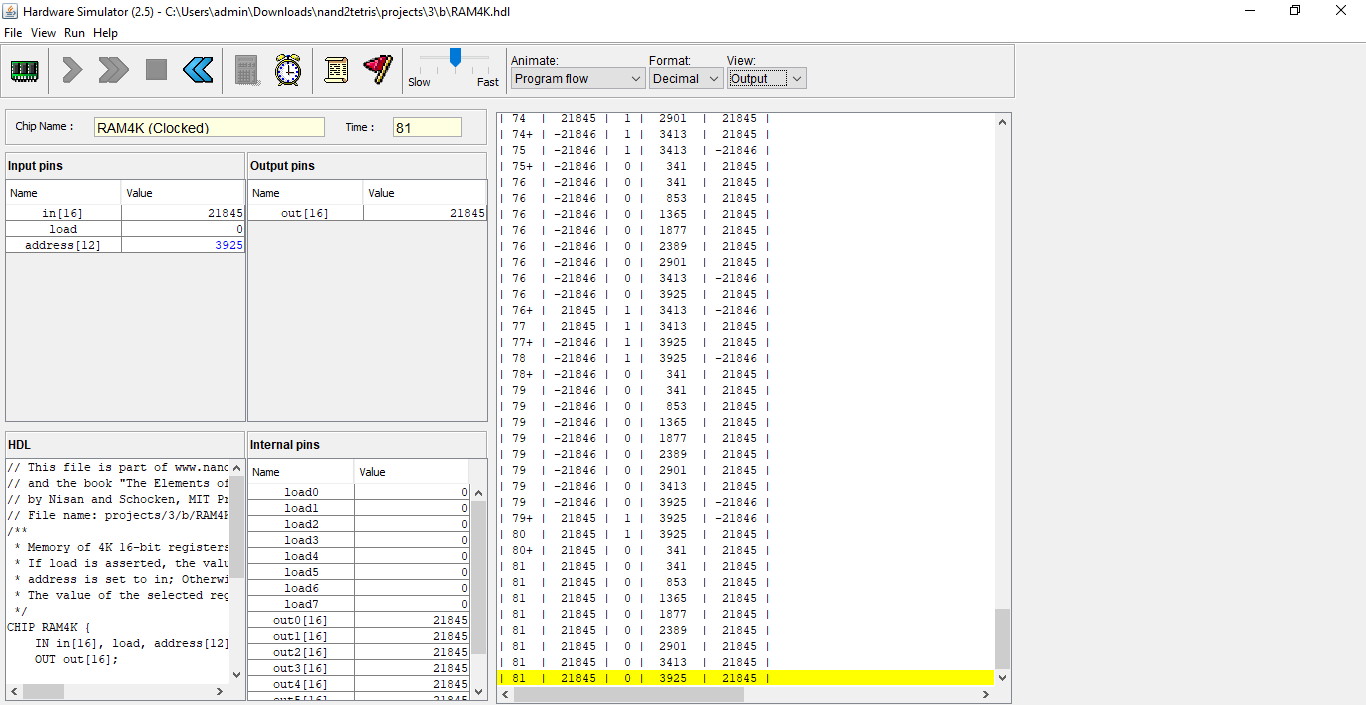 Hardware Simulator (2.5) - C:\Users\admin\Downloads\nand2tetris\projects\3\b\RAM4K.hdl
File View Run Help
Slow Fast
Animate: Format: View:
Program flow Decimal Output
Chip Name : RAM4K (Clocked) Time : 81
Input pins
Name Value
in[16] 21845
load 0
address[12] 3925
Output pins
Name Value
out[16] 21845
HDL
// This file is part of www.nand
// and the book "The Elements of
// by Nisan and Schocken, MIT Pr
// File name: projects/3/b/RAM4K
/**
* Memory of 4K 16-bit registers
* If load is asserted, the valu
* address is set to in; Otherwi
* The value of the selected reg
*/
CHIP RAM4K {
IN in[16], load, address[12]
OUT out[16];
Internal pins
Name Value
load0 0
load1 0
load2 0
load3 0
load4 0
load5 0
load6 0
load7 0
out0[16] 21845
out1[16] 21845
out2[16] 21845
out3[16] 21845
out4[16] 21845
out5[16] 21845
| 74 | 21845 | 1 | 2901 | 21845 |
| 74+ | -21846 | 1 | 3413 | 21845 |
| 75 | -21846 | 1 | 3413 | -21846 |
| 75+ | -21846 | 0 | 341 | 21845 |
| 76 | -21846 | 0 | 341 | 21845 |
| 76 | -21846 | 0 | 853 | 21845 |
| 76 | -21846 | 0 | 1365 | 21845 |
| 76 | -21846 | 0 | 1877 | 21845 |
| 76 | -21846 | 0 | 2389 | 21845 |
| 76 | -21846 | 0 | 2901 | 21845 |
| 76 | -21846 | 0 | 3413 | -21846 |
| 76 | -21846 | 0 | 3925 | 21845 |
| 76+ | 21845 | 1 | 3413 | -21846 |
| 77 | 21845 | 1 | 3413 | 21845 |
| 77+ | -21846 | 1 | 3925 | 21845 |
| 78 | -21846 | 1 | 3925 | -21846 |
| 78+ | -21846 | 0 | 341 | 21845 |
| 79 | -21846 | 0 | 341 | 21845 |
| 79 | -21846 | 0 | 853 | 21845 |
| 79 | -21846 | 0 | 1365 | 21845 |
| 79 | -21846 | 0 | 1877 | 21845 |
| 79 | -21846 | 0 | 2389 | 21845 |
| 79 | -21846 | 0 | 2901 | 21845 |
| 79 | -21846 | 0 | 3413 | 21845 |
| 79 | -21846 | 0 | 3925 | -21846 |
| 79+ | 21845 | 1 | 3925 | -21846 |
| 80 | 21845 | 1 | 3925 | 21845 |
| 80+ | 21845 | 0 | 341 | 21845 |
| 81 | 21845 | 0 | 341 | 21845 |
| 81 | 21845 | 0 | 853 | 21845 |
| 81 | 21845 | 0 | 1365 | 21845 |
| 81 | 21845 | 0 | 1877 | 21845 |
| 81 | 21845 | 0 | 2389 | 21845 |
| 81 | 21845 | 0 | 2901 | 21845 |
| 81 | 21845 | 0 | 3413 | 21845 |
| 81 | 21845 | 0 | 3925 | 21845 |